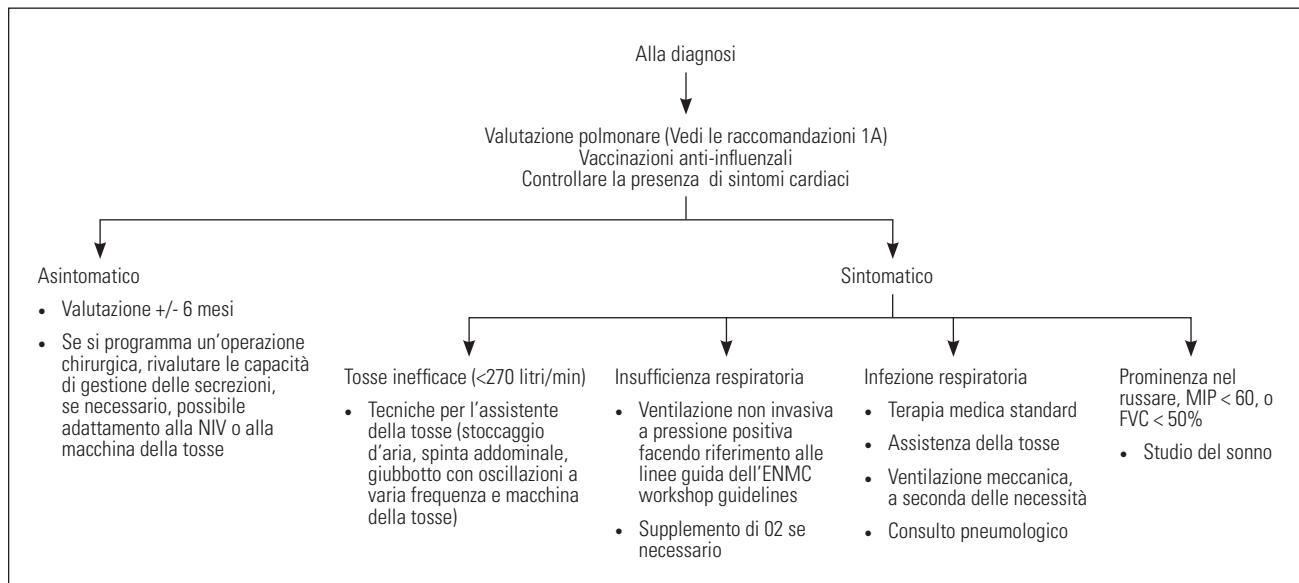 Alla diagnosi
Valutazione polmonare (Vedi le raccomandazioni 1A)
Vaccinazioni anti-influenzali
Controllare la presenza di sintomi cardiaci
Asintomatico
• Valutazione +/- 6 mesi
• Se si programma un'operazione
chirurgica, rivalutare le capacità
di gestione delle secrezioni,
se necessario, possibile
adattamento alla NIV o alla
macchina della tosse
Sintomatico
Tosse inefficace (<270 litri/min)
• Tecniche per l'assistente
della tosse (stoccaggio
d'aria, spinta addominale,
giubbotto con oscillazioni a
varia frequenza e macchina
della tosse)
Insufficienza respiratoria
• Ventilazione non invasiva
a pressione positiva
facendo riferimento alle
linee guida dell'ENMC
workshop guidelines
• Supplemento di 02 se
necessario
Infezione respiratoria
• Terapia medica standard
• Assistenza della tosse
• Ventilazione meccanica,
a seconda delle necessità
• Consulto pneumologico
Prominenza nel
russare, MIP < 60, o
FVC < 50%
• Studio del sonno